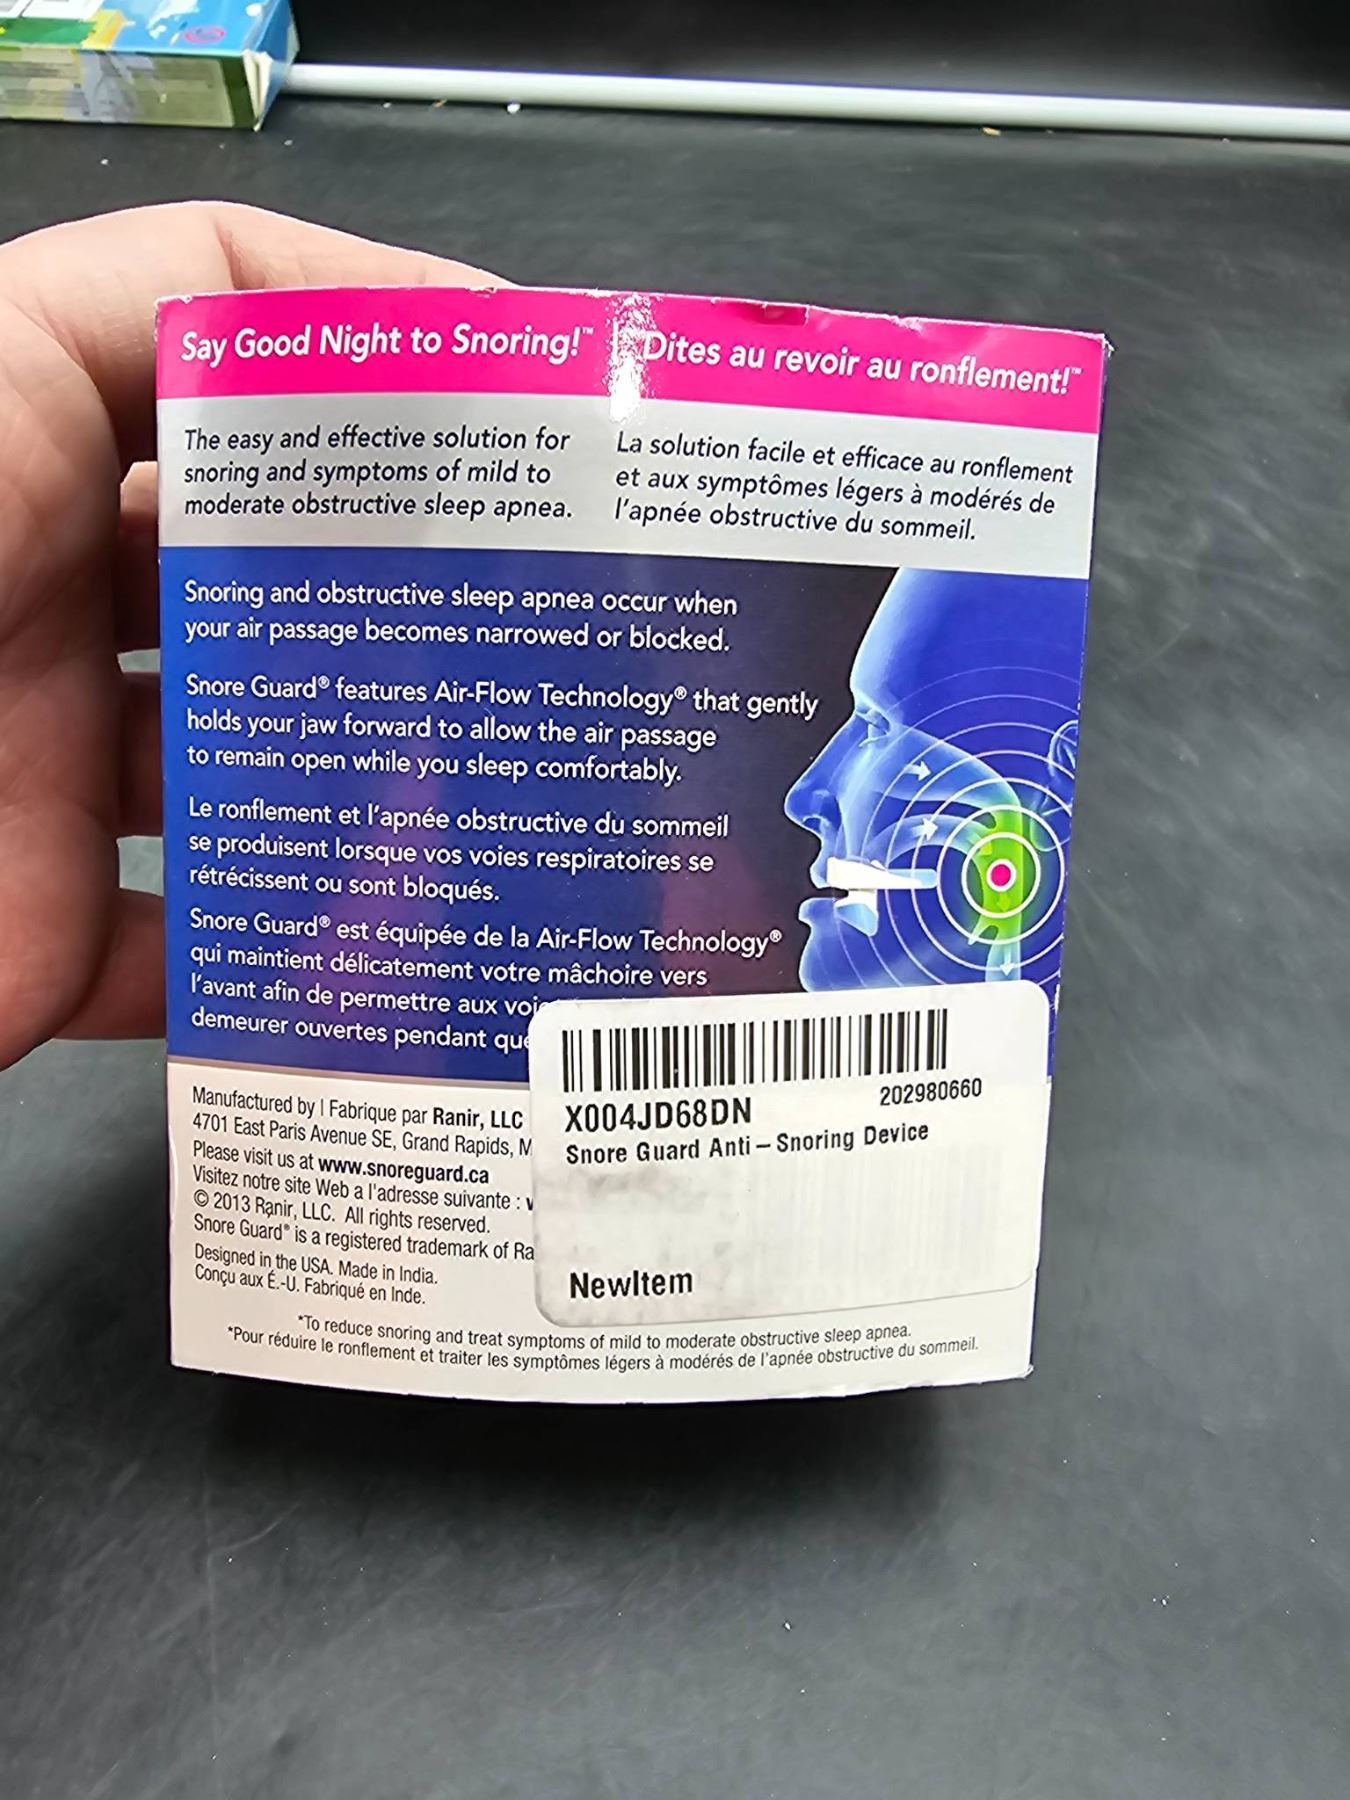 Say Good Night to Snoring!™
Dites au revoir au ronflement!™
The easy and effective solution for
snoring and symptoms of mild to
moderate obstructive sleep apnea.
La solution facile et efficace au ronflement
et aux symptômes légers à modérés de
l'apnée obstructive du sommeil.
Snoring and obstructive sleep apnea occur when
your air passage becomes narrowed or blocked.
Snore Guard® features Air-Flow Technology® that gently
holds your jaw forward to allow the air passage
to remain open while you sleep comfortably.
Le ronflement et l'apnée obstructive du sommeil
se produisent lorsque vos voies respiratoires se
rétrécissent ou sont bloqués.
Snore Guard® est équipée de la Air-Flow Technology®
qui maintient délicatement votre mâchoire vers
l'avant afin de permettre aux
demeurer ouvertes pendant
Manufactured by | Fabrique par Ranir, LLC
4701 East Paris Avenue SE, Grand Rapids,
Please visit us at www.snoreguard.ca
Visitez notre site Web a l'adresse suivante :
© 2013 Ranir, LLC. All rights reserved.
Snore Guard® is a registered trademark of
Designed in the USA. Made in India.
Conçu aux É.-U. Fabriqué en Inde.
X004JD68DN
202980660
Snore Guard Anti – Snoring Device
NewItem
*To reduce snoring and treat symptoms of mild to moderate obstructive sleep apnea.
*Pour réduire le ronflement et traiter les symptômes légers à modérés de l'apnée obstructive du sommeil.